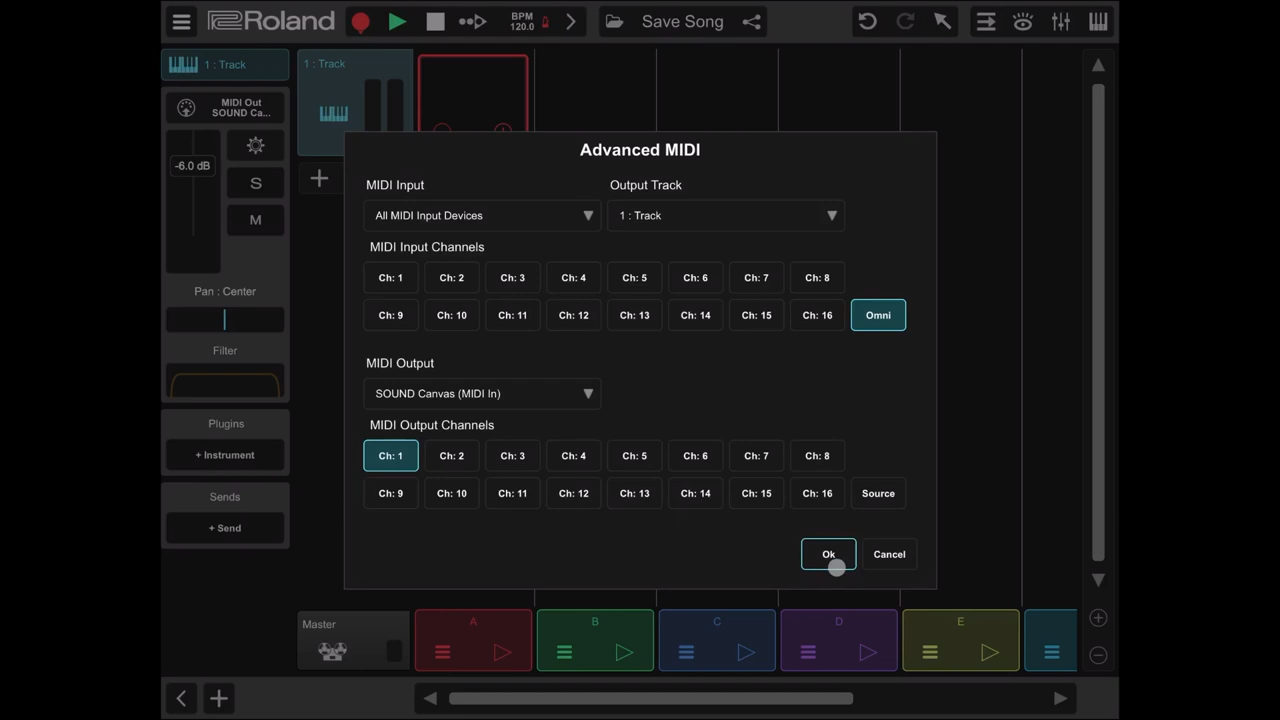 Roland
BPM
120.0
Save Song
1 : Track
1 : Track
MIDI Out
SOUND Ca...
-6.0 dB
S
M
Pan : Center
Filter
Plugins
+ Instrument
Sends
+ Send
Advanced MIDI
MIDI Input
Output Track
All MIDI Input Devices
1 : Track
MIDI Input Channels
Ch: 1 Ch: 2 Ch: 3 Ch: 4 Ch: 5 Ch: 6 Ch: 7 Ch: 8
Ch: 9 Ch: 10 Ch: 11 Ch: 12 Ch: 13 Ch: 14 Ch: 15 Ch: 16 Omni
MIDI Output
SOUND Canvas (MIDI In)
MIDI Output Channels
Ch: 1 Ch: 2 Ch: 3 Ch: 4 Ch: 5 Ch: 6 Ch: 7 Ch: 8
Ch: 9 Ch: 10 Ch: 11 Ch: 12 Ch: 13 Ch: 14 Ch: 15 Ch: 16 Source
Ok Cancel
Master
A B C D E